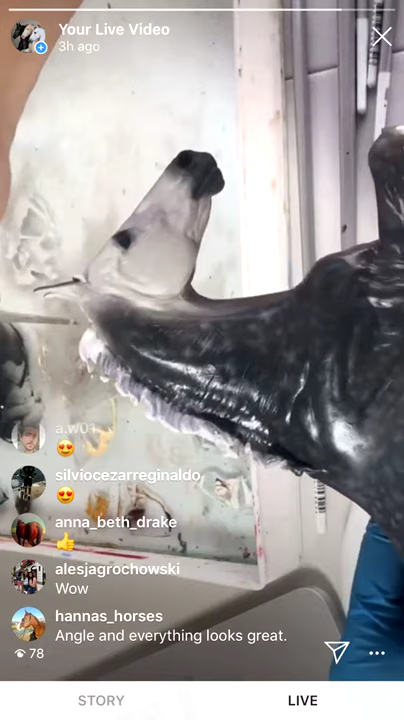 Your Live Video
3h ago
a.w01
😍
silviocezarreginaldo
😍
anna_beth_drake
👍
alesjagrochowski
Wow
hannas_horses
Angle and everything looks great.
78
STORY
LIVE